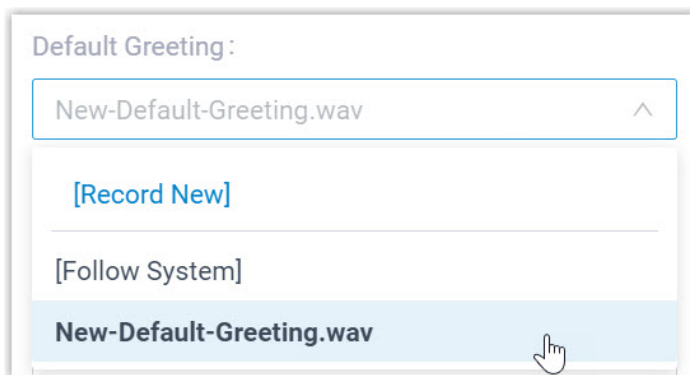 Default Greeting:
New-Default-Greeting.wav
[Record New]
[Follow System]
New-Default-Greeting.wav